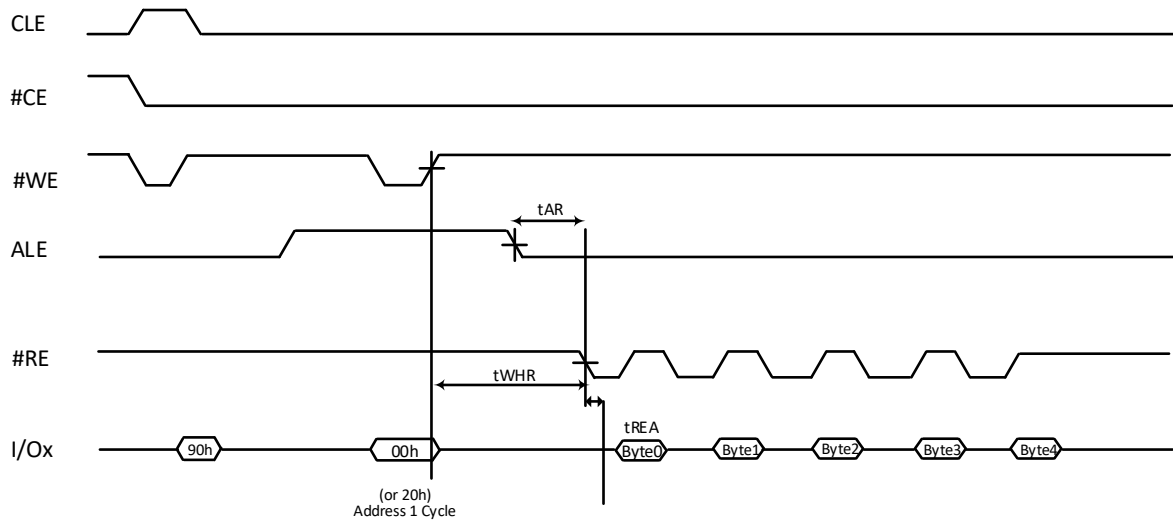 CLE
#CE
#WE
tAR
ALE
#RE
tWHR
tREA
I/Ox
90h
00h
Byte0
Byte1
Byte2
Byte3
Byte4
(or 20h)
Address 1 Cycle